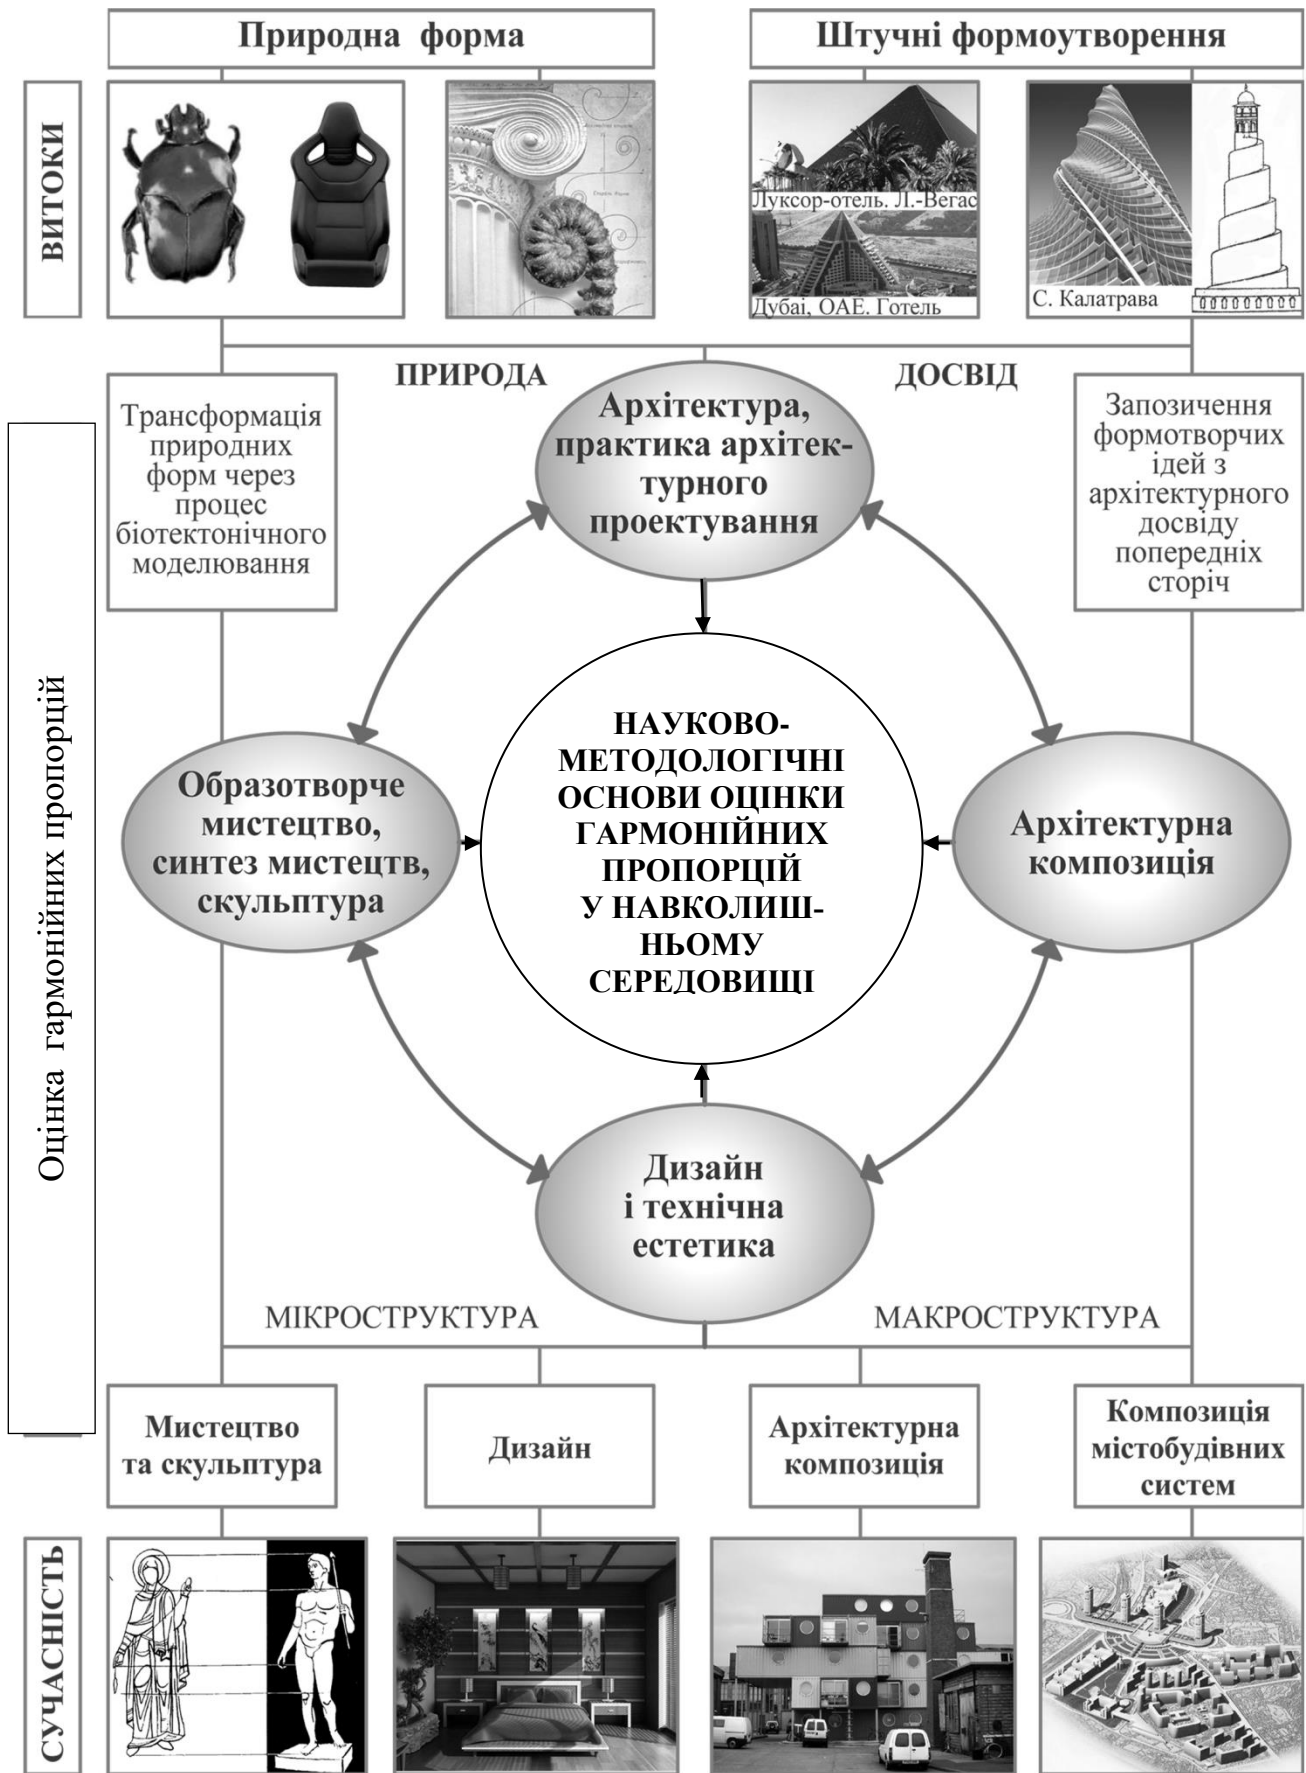 Природна форма
Штучні формоутворення
ВИТОКИ
Луксор-отель. Л.-Вегас
Дубаі, ОАЕ. Готель
С. Калатрава
ПРИРОДА
ДОСВІД
Трансформація
природних
форм через
процес
біотектонічного
моделювання
Архітектура,
практика архітек-
турного
проектування
Запозичення
формотворчих
ідей з
архітектурного
досвіду
попередніх
сторіч
Оцінка гармонійних пропорцій
Образотворче
мистецтво,
синтез мистецтв,
скульптура
НАУКОВО-
МЕТОДОЛОГІЧНІ
ОСНОВИ ОЦІНКИ
ГАРМОНІЙНИХ
ПРОПОРЦІЙ
У НАВКОЛИШ-
НЬОМУ
СЕРЕДОВИЩІ
Архітектурна
композиція
Дизайн
і технічна
естетика
МІКРОСТРУКТУРА
МАКРОСТРУКТУРА
Мистецтво
та скульптура
Дизайн
Архітектурна
композиція
Композиція
містобудівних
систем
СУЧАСНІСТЬ